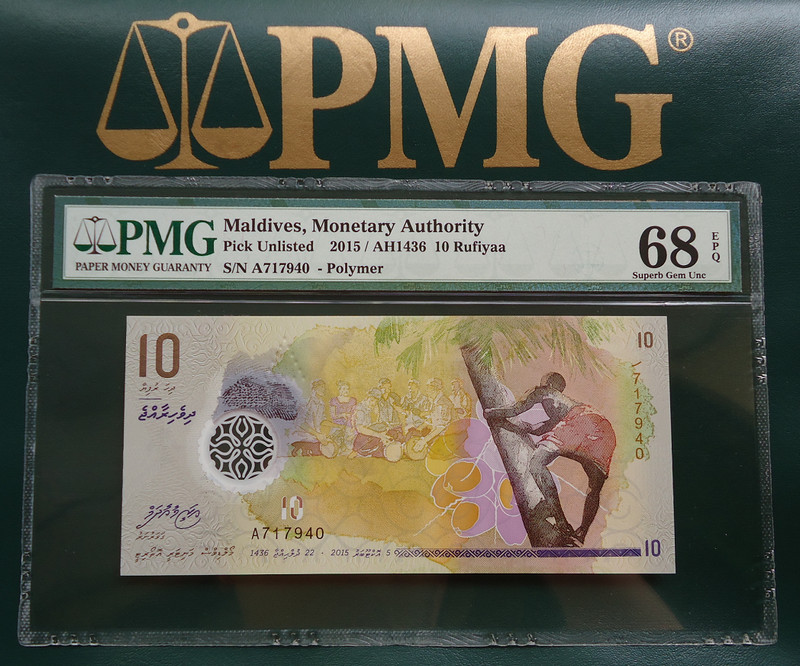 PMG®
PMG
PAPER MONEY GUARANTY
Maldives, Monetary Authority
Pick Unlisted 2015 / AH1436 10 Rufiyaa
S/N A717940 - Polymer
68
EPQ
Superb Gem Unc
10
ދިހަ ރުފިޔާ
ދިވެހިރާއްޖެ
10
717940
10
A717940
ގަވަރުނަރު
މޯލްޑިވްސް މަނިޓަރީ އޮތޯރިޓީ
1436
22
2015
5
10